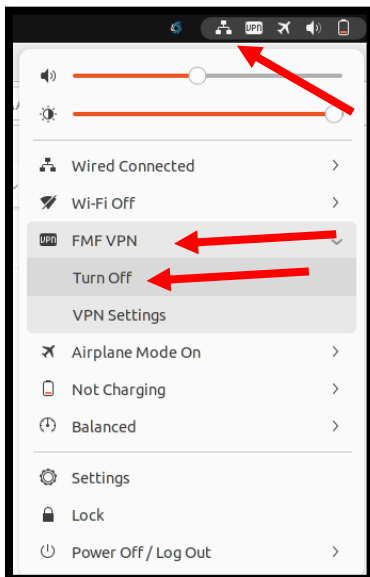 VPN
Wired Connected
Wi-Fi Off
VPN FMF VPN
Turn Off
VPN Settings
Airplane Mode On
Not Charging
Balanced
Settings
Lock
Power Off / Log Out